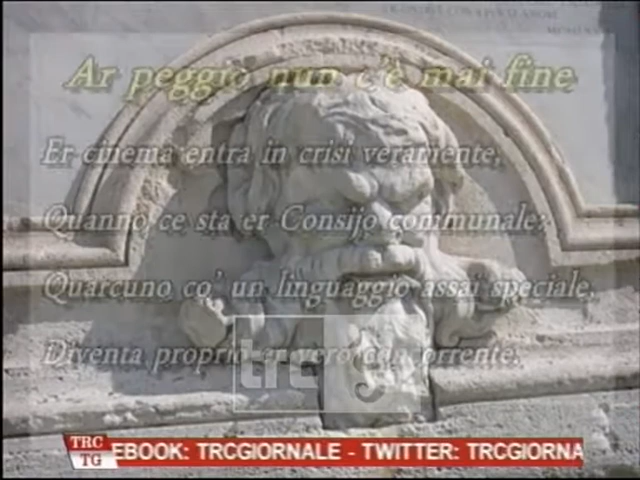 Ar peggio nun c'è mai fine
Er cinema entra in crisi veramente,
Quanno ce sta er Consijo communale;
Quarcuno co' un linguaggio assai speciale,
Diventa proprio er vero concorrente.
trc
TRC
TG
EBOOK: TRCGIORNALE - TWITTER: TRCGIORNA